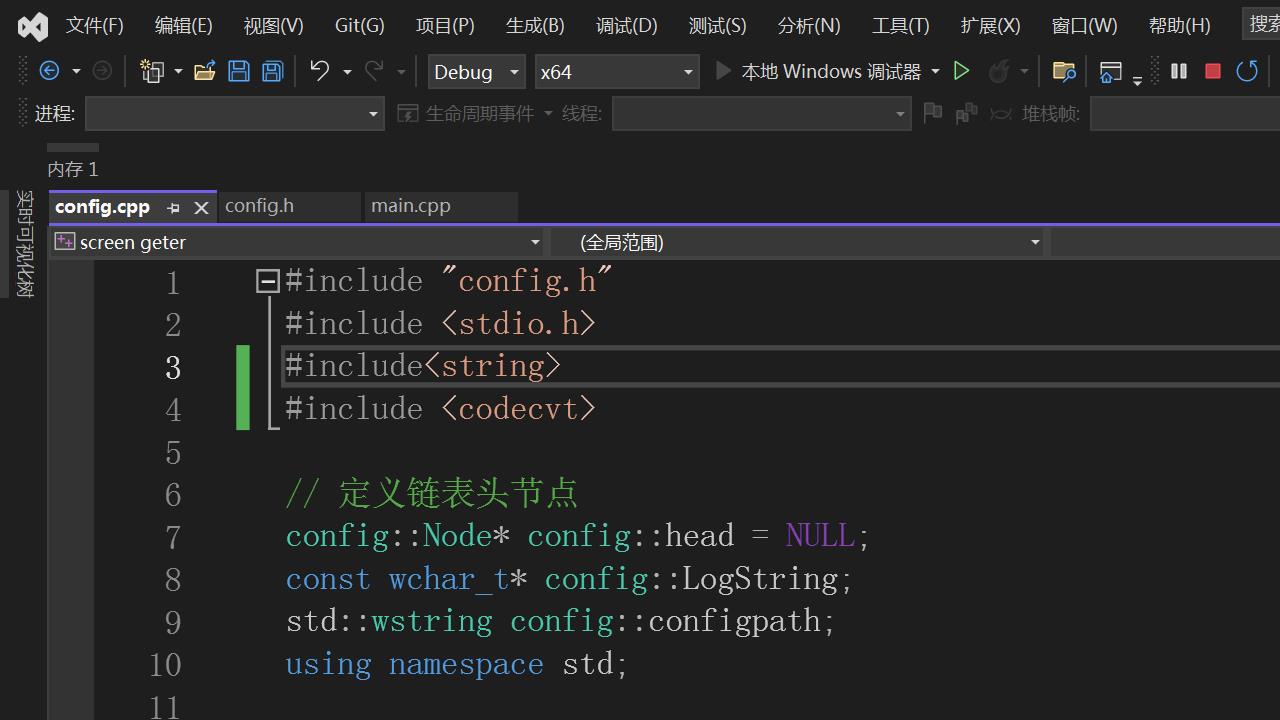 文件(F) 编辑(E) 视图(V) Git(G) 项目(P) 生成(B) 调试(D) 测试(S) 分析(N) 工具(T) 扩展(X) 窗口(W) 帮助(H) 搜索
Debug x64 本地 Windows 调试器
进程: 生命周期事件 线程: 堆栈帧:
内存 1
实时可视化树
config.cpp config.h main.cpp
screen geter (全局范围)
1 #include "config.h"
2 #include <stdio.h>
3 #include<string>
4 #include <codecvt>
5
6 // 定义链表头节点
7 config::Node* config::head = NULL;
8 const wchar_t* config::LogString;
9 std::wstring config::configpath;
10 using namespace std;
11